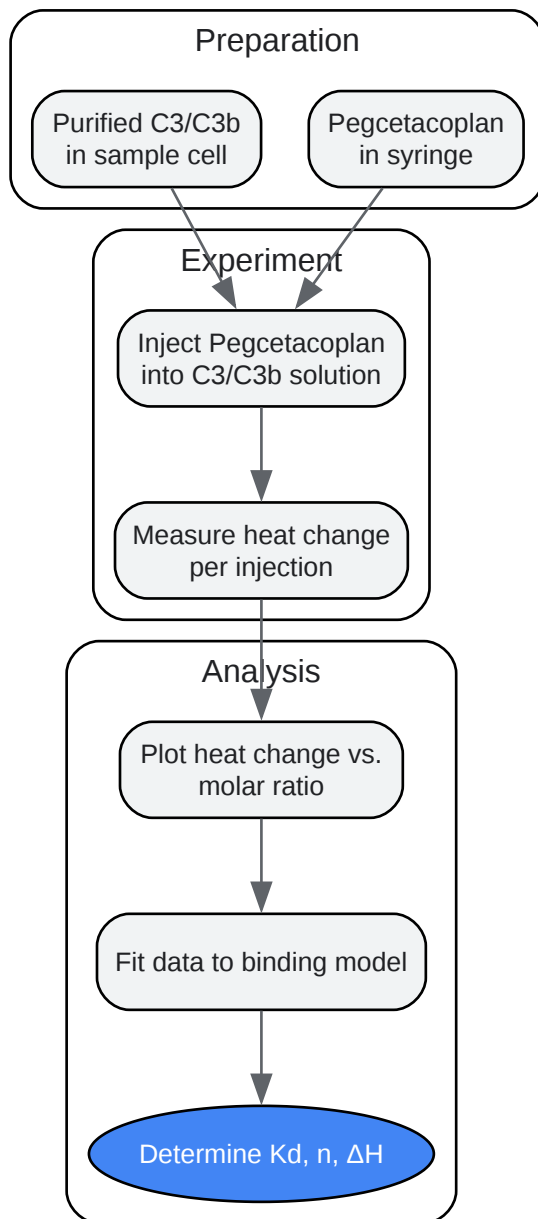 Preparation
Purified C3/C3b
in sample cell
Pegcetacoplan
in syringe
Experiment
Inject Pegcetacoplan
into C3/C3b solution
Measure heat change
per injection
Analysis
Plot heat change vs.
molar ratio
Fit data to binding model
Determine Kd, n, ΔH